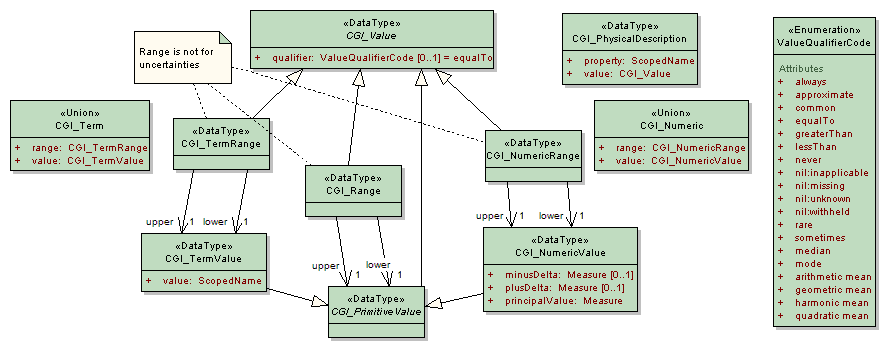 «DataType»
CGI_Value
+ qualifier: ValueQualifierCode [0..1] = equalTo
Range is not for
uncertainties
«DataType»
CGI_PhysicalDescription
+ property: ScopedName
+ value: CGI_Value
«Enumeration»
ValueQualifierCode
Attributes
+ always
+ approximate
+ common
+ equalTo
+ greaterThan
+ lessThan
+ never
+ nil:inapplicable
+ nil:missing
+ nil:unknown
+ nil:withheld
+ rare
+ sometimes
+ median
+ mode
+ arithmetic mean
+ geometric mean
+ harmonic mean
+ quadratic mean
«Union»
CGI_Term
+ range: CGI_TermRange
+ value: CGI_TermValue
«DataType»
CGI_TermRange
«DataType»
CGI_Range
«DataType»
CGI_NumericRange
«Union»
CGI_Numeric
+ range: CGI_NumericRange
+ value: CGI_NumericValue
upper 1
lower 1
upper 1
lower 1
upper 1
lower 1
«DataType»
CGI_TermValue
+ value: ScopedName
«DataType»
CGI_NumericValue
+ minusDelta: Measure [0..1]
+ plusDelta: Measure [0..1]
+ principalValue: Measure
«DataType»
CGI_PrimitiveValue